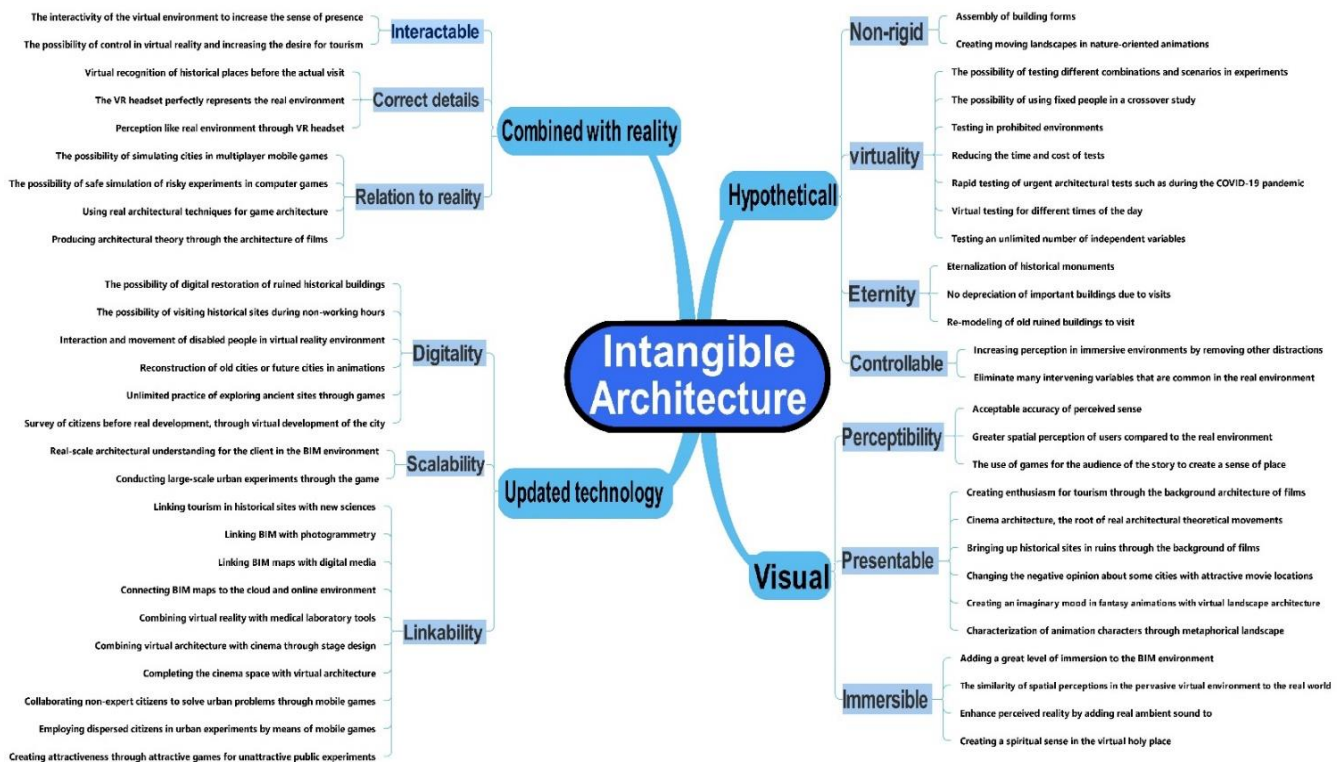 The interactivity of the virtual environment to increase the sense of presence
The possibility of control in virtual reality and increasing the desire for tourism
Interactable
Virtual recognition of historical places before the actual visit
The VR headset perfectly represents the real environment
Perception like real environment through VR headset
Correct details
The possibility of simulating cities in multiplayer mobile games
The possibility of safe simulation of risky experiments in computer games
Using real architectural techniques for game architecture
Producing architectural theory through the architecture of films
Relation to reality
Combined with reality
The possibility of digital restoration of ruined historical buildings
The possibility of visiting historical sites during non-working hours
Interaction and movement of disabled people in virtual reality environment
Reconstruction of old cities or future cities in animations
Unlimited practice of exploring ancient sites through games
Survey of citizens before real development, through virtual development of the city
Digitality
Real-scale architectural understanding for the client in the BIM environment
Conducting large-scale urban experiments through the game
Scalability
Linking tourism in historical sites with new sciences
Linking BIM with photogrammetry
Linking BIM maps with digital media
Connecting BIM maps to the cloud and online environment
Combining virtual reality with medical laboratory tools
Combining virtual architecture with cinema through stage design
Completing the cinema space with virtual architecture
Collaborating non-expert citizens to solve urban problems through mobile games
Employing dispersed citizens in urban experiments by means of mobile games
Creating attractiveness through attractive games for unattractive public experiments
Linkability
Updated technology
Intangible
Architecture
Hypotheticall
Non-rigid
Assembly of building forms
Creating moving landscapes in nature-oriented animations
virtuality
The possibility of testing different combinations and scenarios in experiments
The possibility of using fixed people in a crossover study
Testing in prohibited environments
Reducing the time and cost of tests
Rapid testing of urgent architectural tests such as during the COVID-19 pandemic
Virtual testing for different times of the day
Testing an unlimited number of independent variables
Eternity
Eternalization of historical monuments
No depreciation of important buildings due to visits
Re-modeling of old ruined buildings to visit
Controllable
Increasing perception in immersive environments by removing other distractions
Eliminate many intervening variables that are common in the real environment
Visual
Perceptibility
Acceptable accuracy of perceived sense
Greater spatial perception of users compared to the real environment
The use of games for the audience of the story to create a sense of place
Presentable
Creating enthusiasm for tourism through the background architecture of films
Cinema architecture, the root of real architectural theoretical movements
Bringing up historical sites in ruins through the background of films
Changing the negative opinion about some cities with attractive movie locations
Creating an imaginary mood in fantasy animations with virtual landscape architecture
Characterization of animation characters through metaphorical landscape
Immersible
Adding a great level of immersion to the BIM environment
The similarity of spatial perceptions in the pervasive virtual environment to the real world
Enhance perceived reality by adding real ambient sound to
Creating a spiritual sense in the virtual holy place